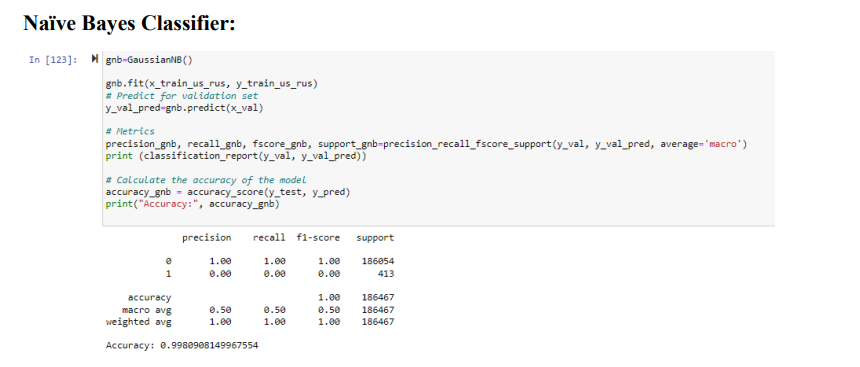 Naïve Bayes Classifier:
In [123]:
gnb=GaussianNB()
gnb.fit(x_train_us_rus, y_train_us_rus)
# Predict for validation set
y_val_pred=gnb.predict(x_val)
# Metrics
precision_gnb, recall_gnb, fscore_gnb, support_gnb=precision_recall_fscore_support(y_val, y_val_pred, average='macro')
print (classification_report(y_val, y_val_pred))
# Calculate the accuracy of the model
accuracy_gnb = accuracy_score(y_test, y_pred)
print("Accuracy:", accuracy_gnb)
precision recall f1-score support
0 1.00 1.00 1.00 186054
1 0.00 0.00 0.00 413
accuracy 1.00 186467
macro avg 0.50 0.50 0.50 186467
weighted avg 1.00 1.00 1.00 186467
Accuracy: 0.9980908149967554